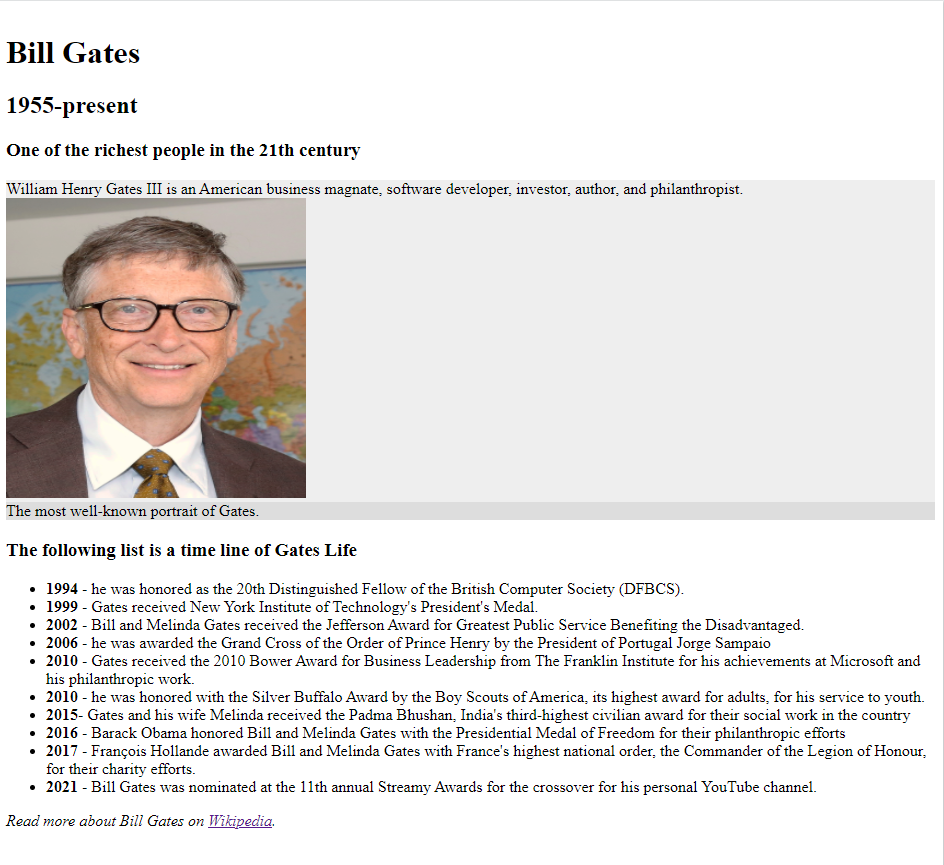 Bill Gates
1955-present
One of the richest people in the 21th century
William Henry Gates III is an American business magnate, software developer, investor, author, and philanthropist.
The most well-known portrait of Gates.
The following list is a time line of Gates Life
• 1994 - he was honored as the 20th Distinguished Fellow of the British Computer Society (DFBCS).
• 1999 - Gates received New York Institute of Technology's President's Medal.
• 2002 - Bill and Melinda Gates received the Jefferson Award for Greatest Public Service Benefiting the Disadvantaged.
• 2006 - he was awarded the Grand Cross of the Order of Prince Henry by the President of Portugal Jorge Sampaio
• 2010 - Gates received the 2010 Bower Award for Business Leadership from The Franklin Institute for his achievements at Microsoft and
his philanthropic work.
• 2010 - he was honored with the Silver Buffalo Award by the Boy Scouts of America, its highest award for adults, for his service to youth.
• 2015- Gates and his wife Melinda received the Padma Bhushan, India's third-highest civilian award for their social work in the country
• 2016 - Barack Obama honored Bill and Melinda Gates with the Presidential Medal of Freedom for their philanthropic efforts
• 2017 - François Hollande awarded Bill and Melinda Gates with France's highest national order, the Commander of the Legion of Honour,
for their charity efforts.
• 2021 - Bill Gates was nominated at the 11th annual Streamy Awards for the crossover for his personal YouTube channel.
Read more about Bill Gates on Wikipedia.